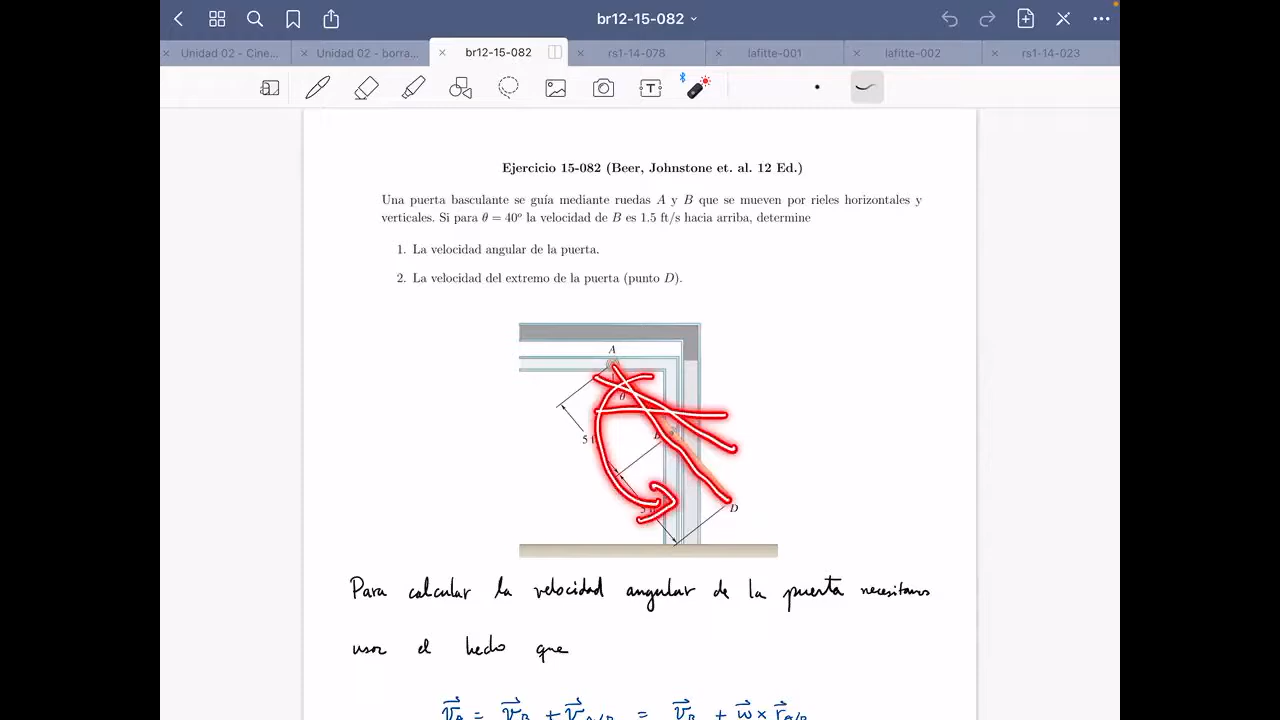 br12-15-082
Unidad 02 - Cine...
Unidad 02 - borra...
br12-15-082
rs1-14-078
lafitte-001
lafitte-002
rs1-14-023
T
Ejercicio 15-082 (Beer, Johnstone et. al. 12 Ed.)
Una puerta basculante se guía mediante ruedas A y B que se mueven por rieles horizontales y
verticales. Si para θ = 40º la velocidad de B es 1.5 ft/s hacia arriba, determine
1. La velocidad angular de la puerta.
2. La velocidad del extremo de la puerta (punto D).
A
θ
5
D
Para calcular la velocidad angular de la puerta necesitamos
usar el hecho que